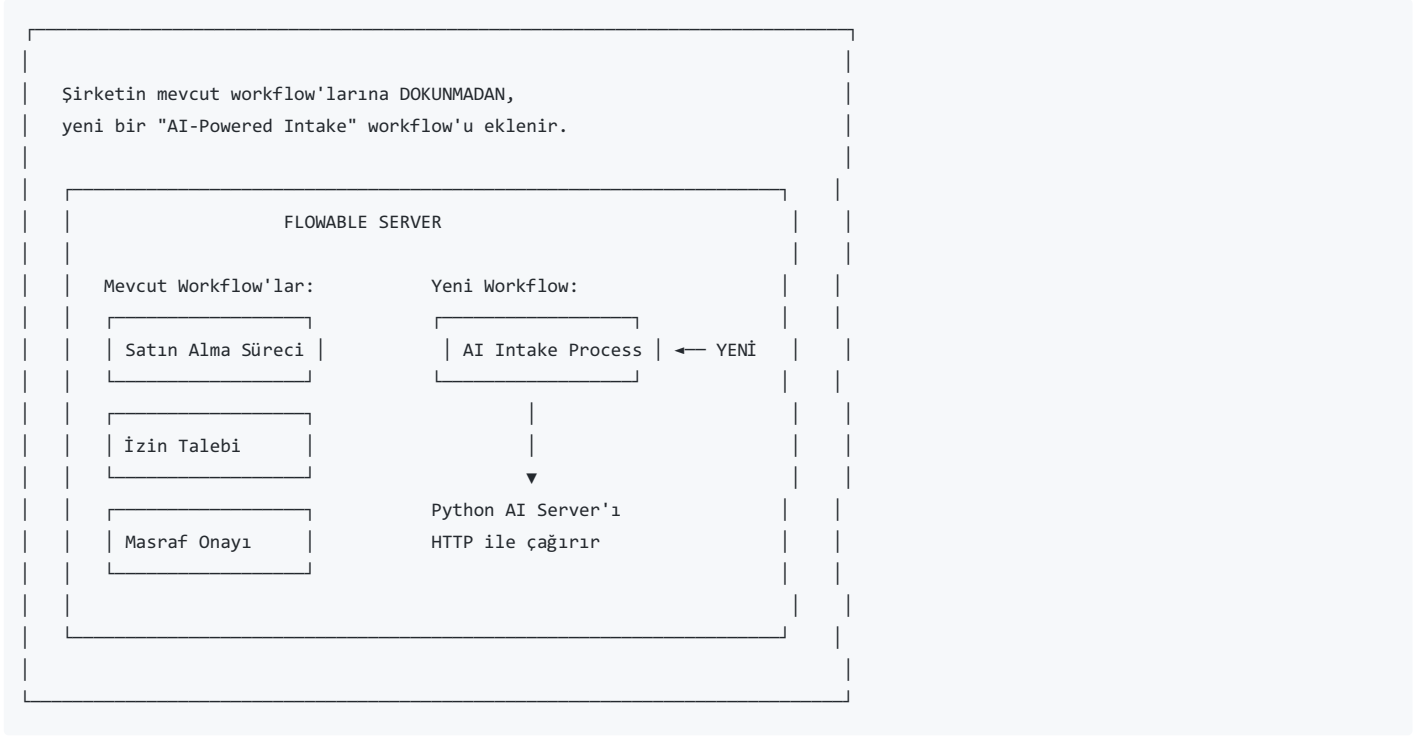 Şirketin mevcut workflow'larına DOKUNMADAN,
yeni bir "AI-Powered Intake" workflow'u eklenir.
FLOWABLE SERVER
Mevcut Workflow'lar: Yeni Workflow:
Satın Alma Süreci AI Intake Process ◄── YENİ
İzin Talebi
Python AI Server'ı
Masraf Onayı HTTP ile çağırır